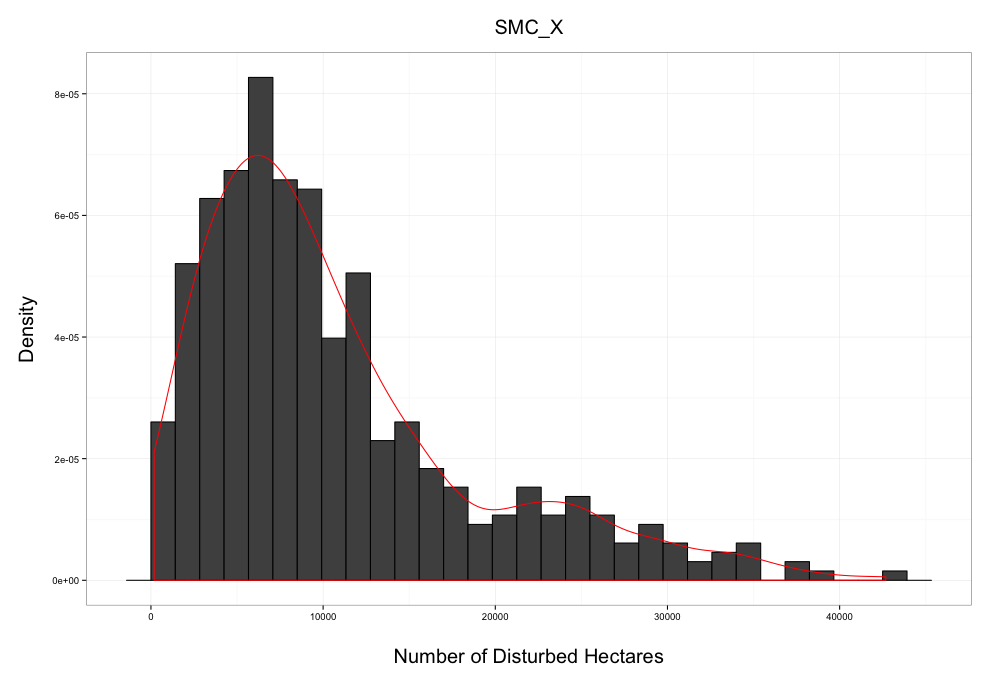 SMC_X
Density
8e-05
6e-05
4e-05
2e-05
0e+00
0
10000
20000
30000
40000
Number of Disturbed Hectares